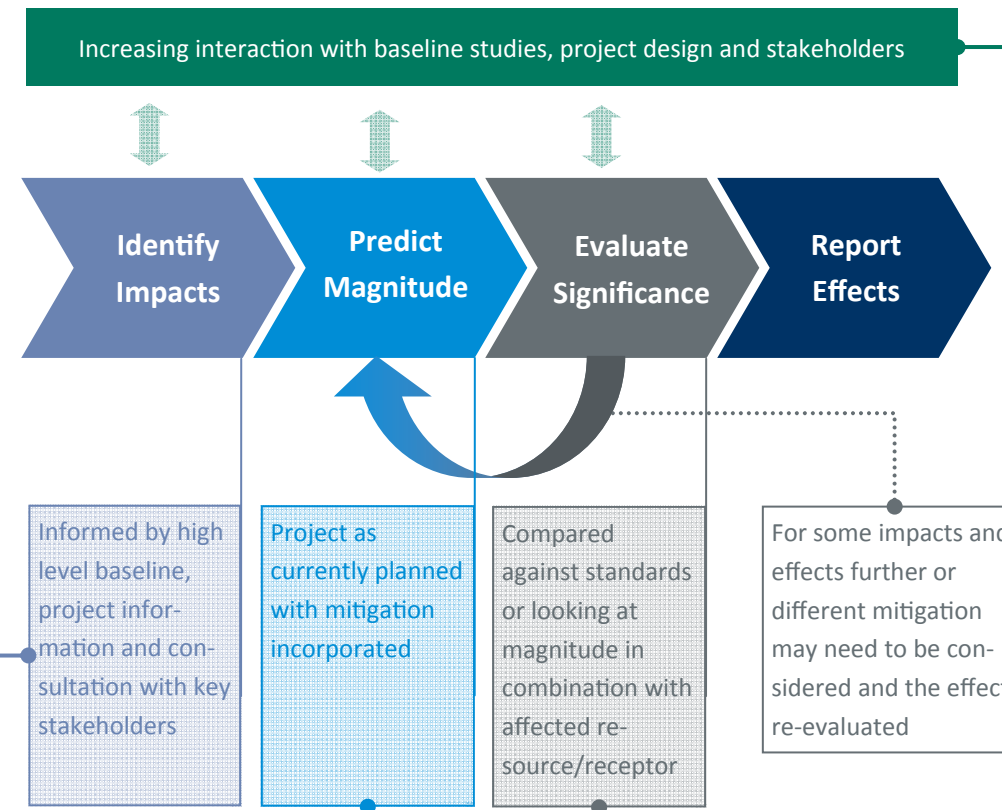 Increasing interaction with baseline studies, project design and stakeholders
Identify
Impacts
Predict
Magnitude
Evaluate
Significance
Report
Effects
Informed by high
level baseline,
project infor-
mation and con-
sultation with key
stakeholders
Project as
currently planned
with mitigation
incorporated
Compared
against standards
or looking at
magnitude in
combination with
affected re-
source/receptor
For some impacts and
effects further or
different mitigation
may need to be con-
sidered and the effect
re-evaluated